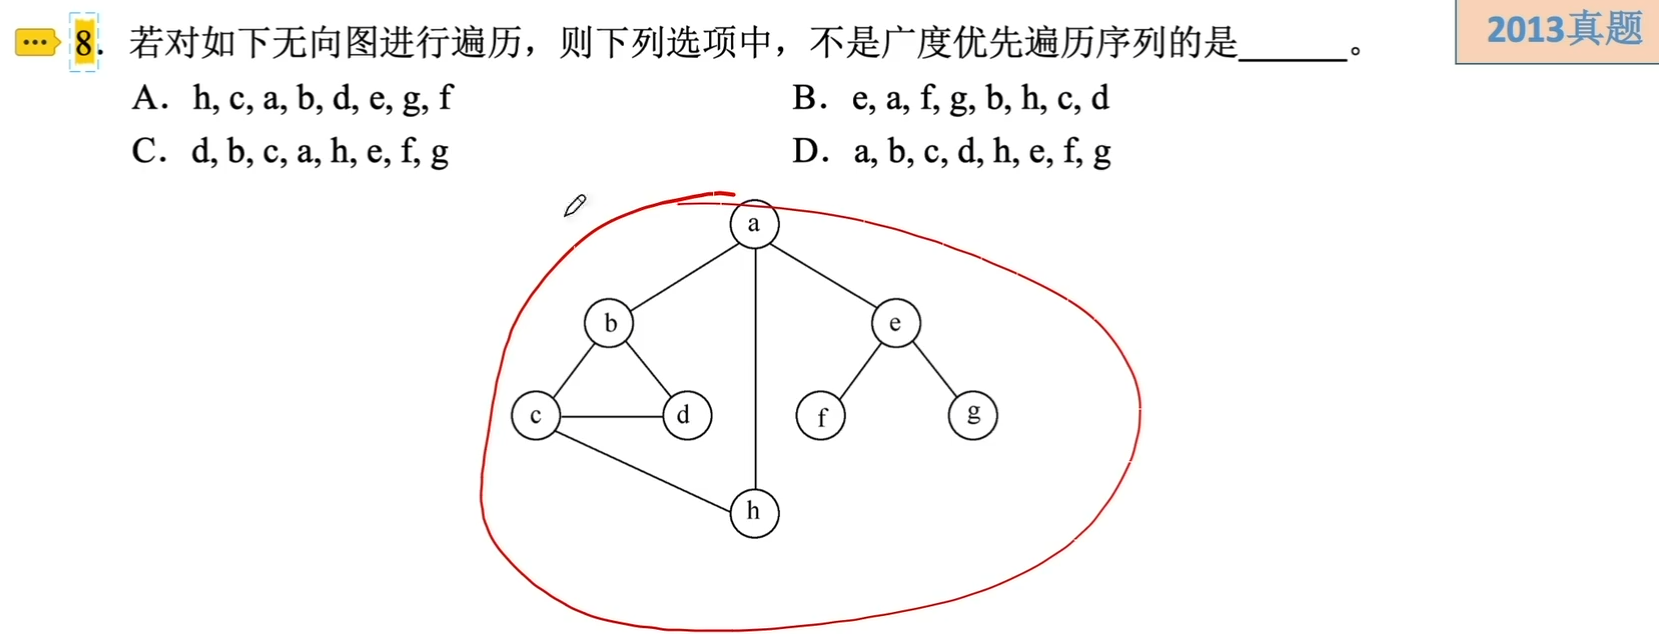 8. 若对如下无向图进行遍历，则下列选项中，不是广度优先遍历序列的是______。
2013真题
A. h, c, a, b, d, e, g, f
B. e, a, f, g, b, h, c, d
C. d, b, c, a, h, e, f, g
D. a, b, c, d, h, e, f, g
a
b
e
c
d
f
g
h